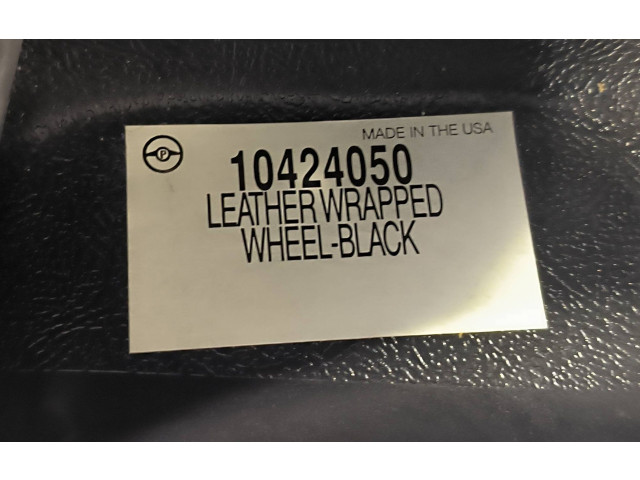 MADE IN THE USA
P
10424050
LEATHER WRAPPED
WHEEL-BLACK